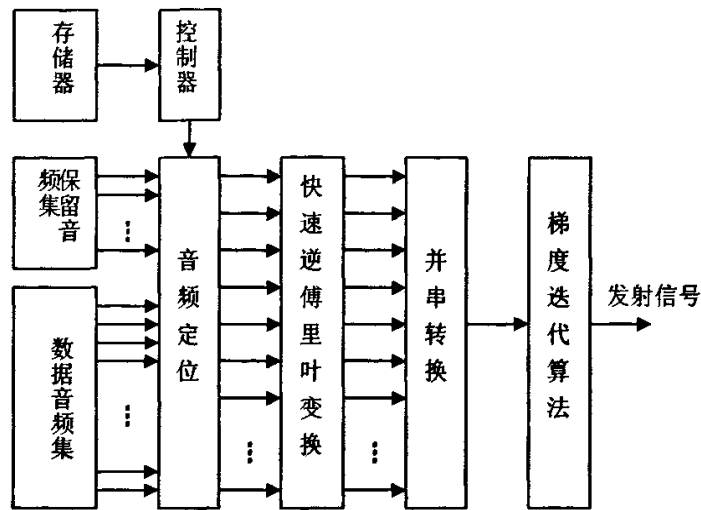 存储器
控制器
保留音频集
数据音频集
音频定位
快速逆傅里叶变换
并串转换
梯度迭代算法
发射信号